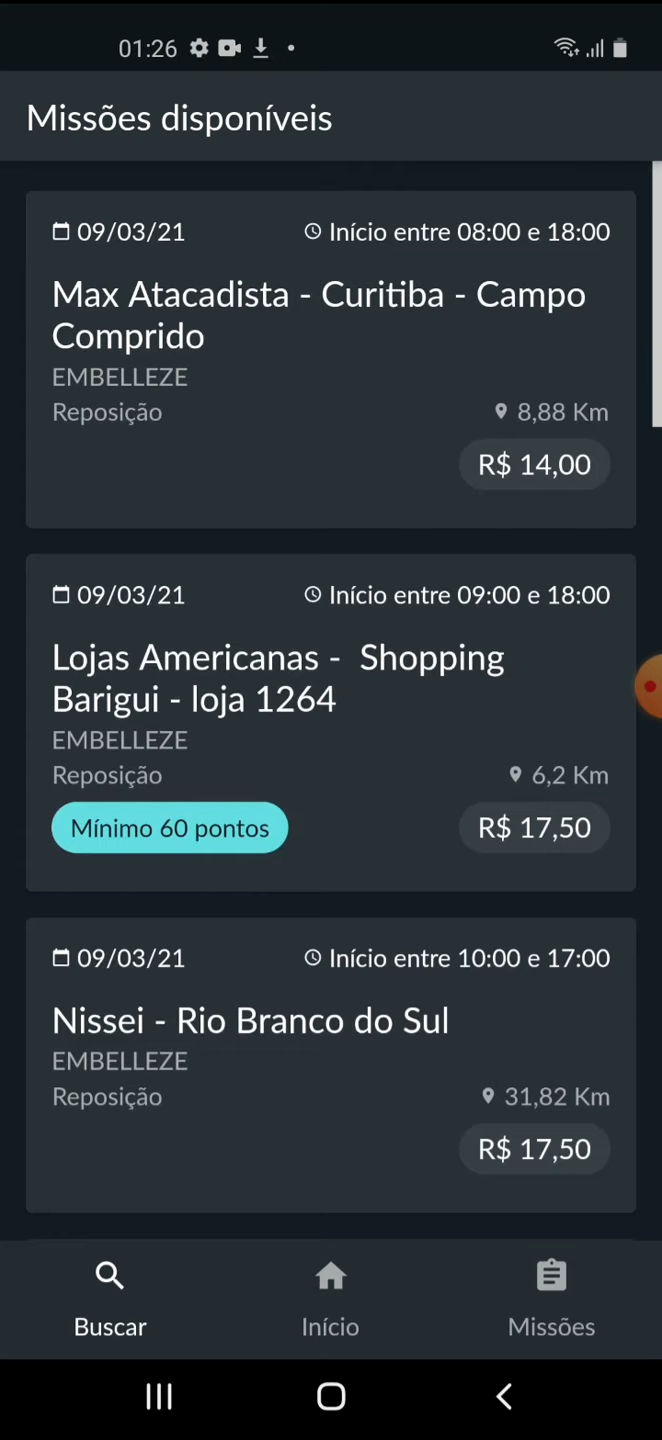 01:26
Missões disponíveis
09/03/21 Início entre 08:00 e 18:00
Max Atacadista - Curitiba - Campo
Comprido
EMBELLEZE
Reposição 8,88 Km
R$ 14,00
09/03/21 Início entre 09:00 e 18:00
Lojas Americanas - Shopping
Barigui - loja 1264
EMBELLEZE
Reposição 6,2 Km
Mínimo 60 pontos R$ 17,50
09/03/21 Início entre 10:00 e 17:00
Nissei - Rio Branco do Sul
EMBELLEZE
Reposição 31,82 Km
R$ 17,50
Buscar Início Missões